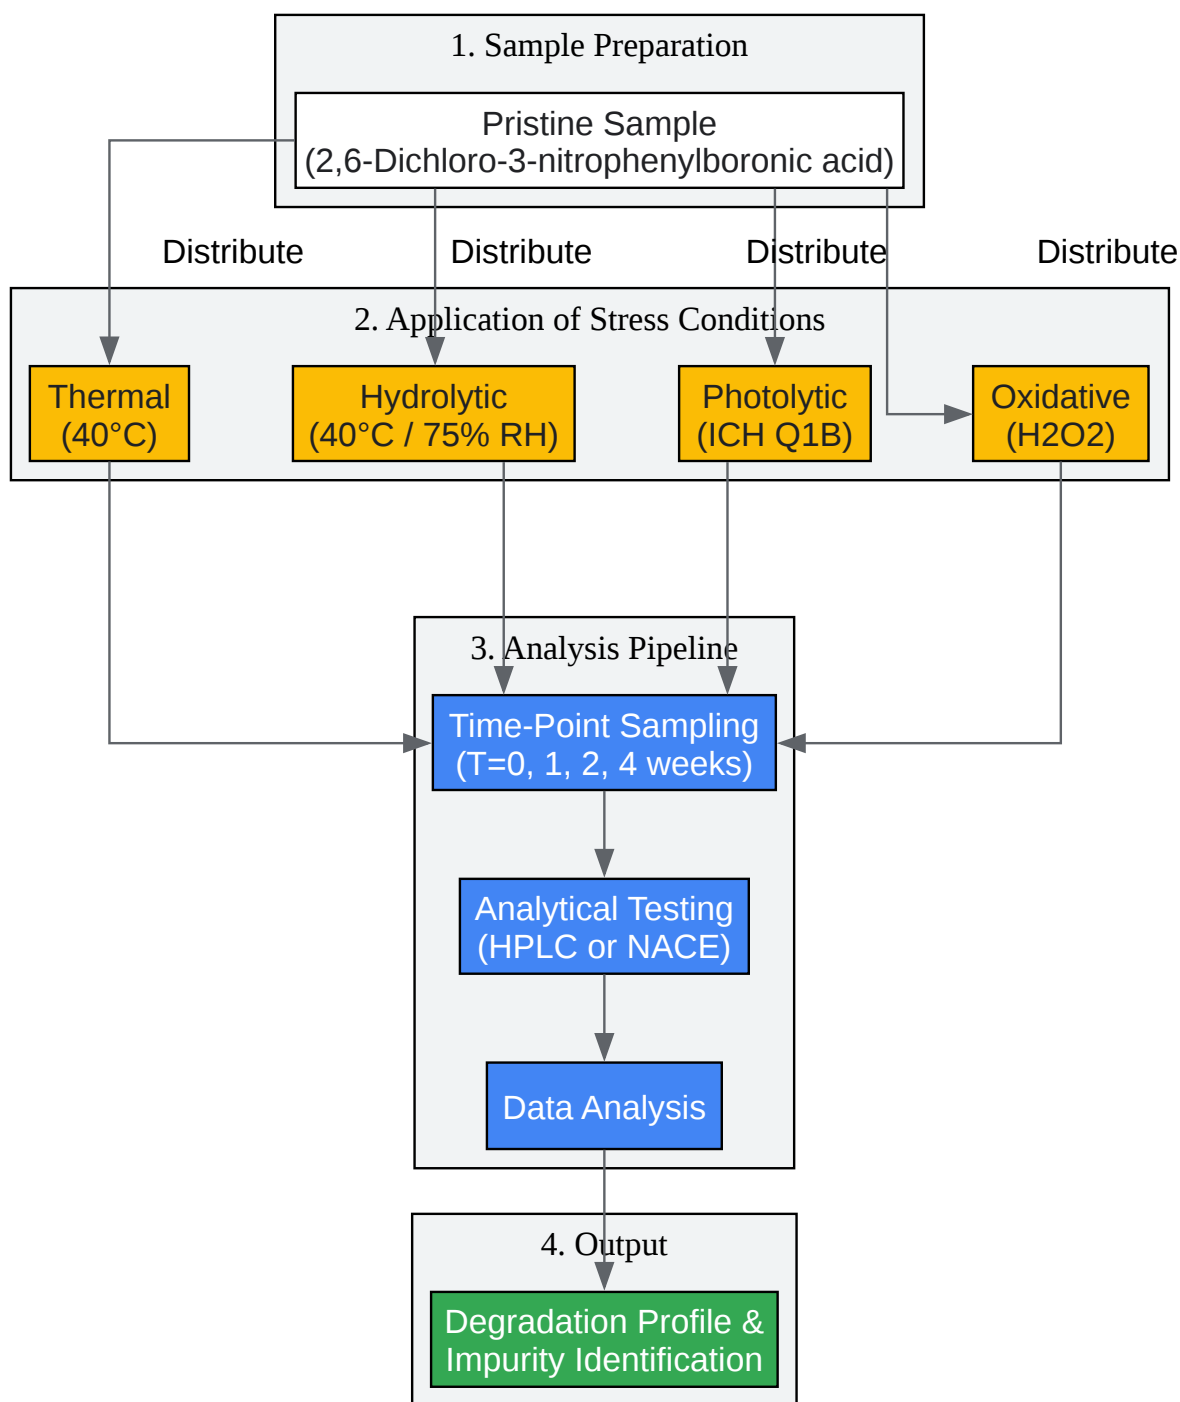 1. Sample Preparation
Pristine Sample
(2,6-Dichloro-3-nitrophenylboronic acid)
Distribute
Distribute
Distribute
Distribute
2. Application of Stress Conditions
Thermal
(40°C)
Hydrolytic
(40°C / 75% RH)
Photolytic
(ICH Q1B)
Oxidative
(H2O2)
3. Analysis Pipeline
Time-Point Sampling
(T=0, 1, 2, 4 weeks)
Analytical Testing
(HPLC or NACE)
Data Analysis
4. Output
Degradation Profile &
Impurity Identification